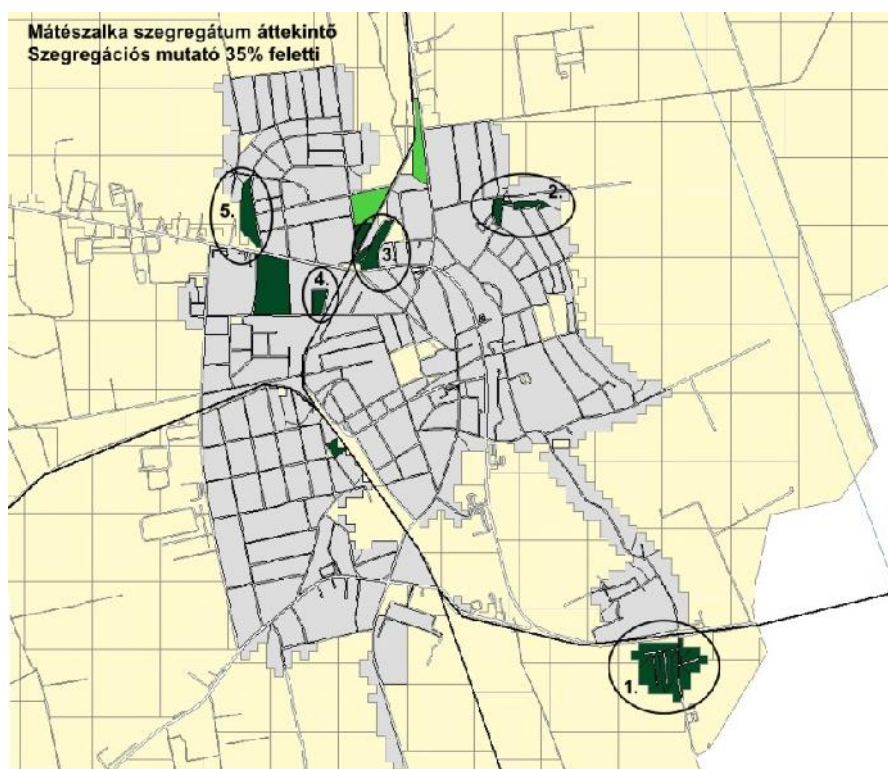 Mátészalka szegregátum áttekintő
Szegregációs mutató 35% feletti
2.
5.
3.
4.
1.